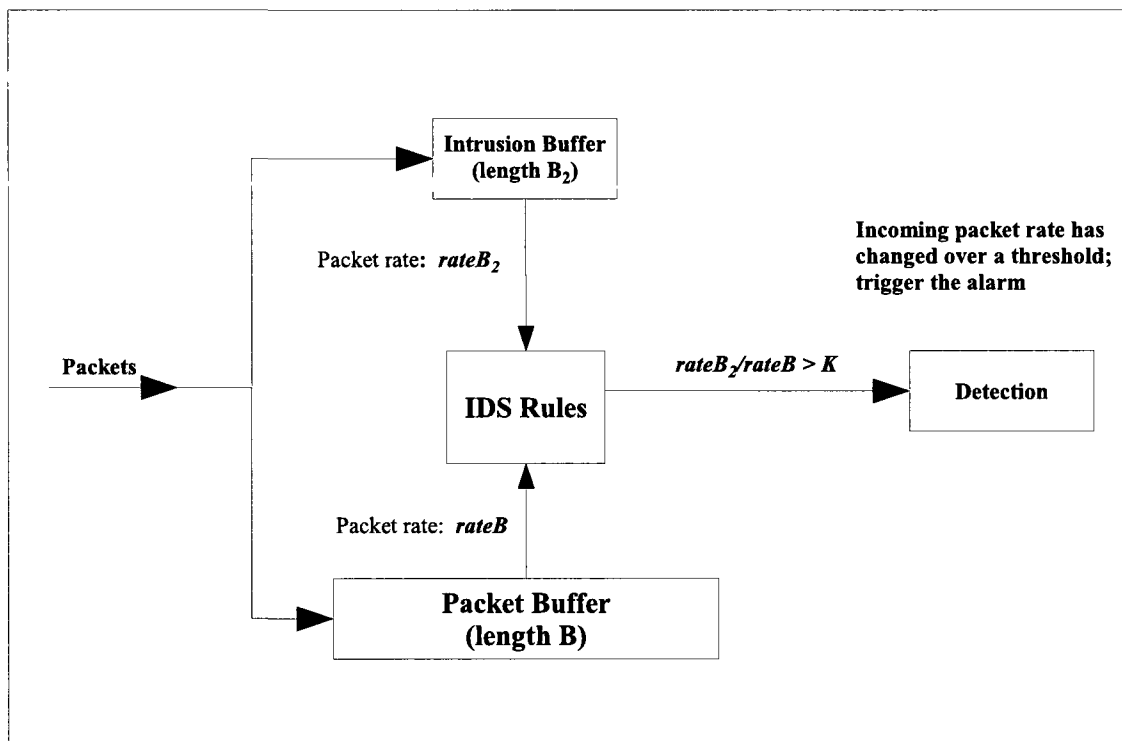 Intrusion Buffer
(length B₂)
Packet rate: rateB₂
Incoming packet rate has
changed over a threshold;
trigger the alarm
Packets
IDS Rules
rateB₂/rateB > K
Detection
Packet rate: rateB
Packet Buffer
(length B)